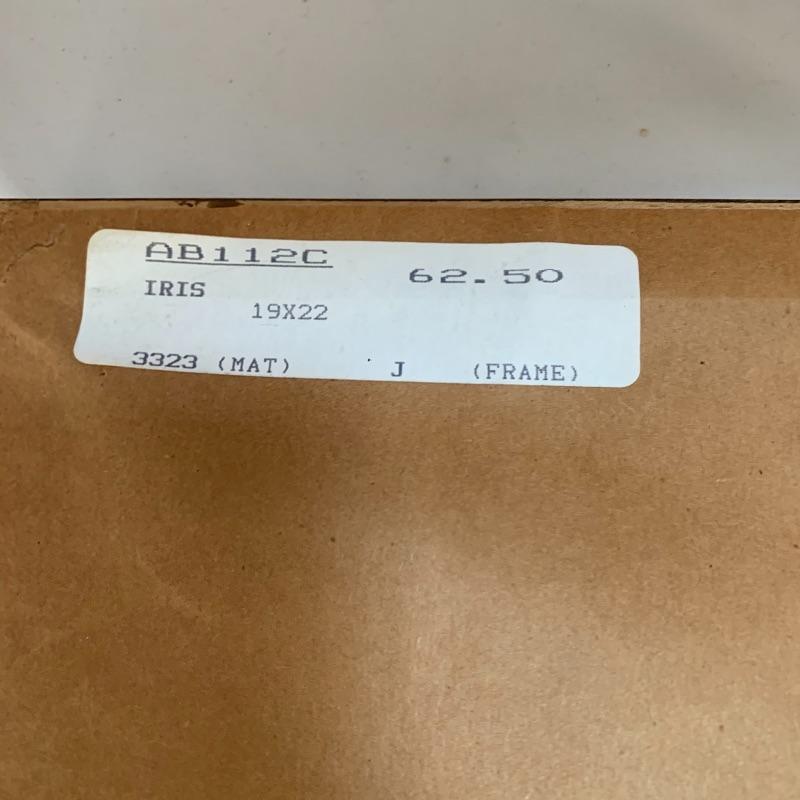 AB112C 62.50
IRIS
19X22
3323 (MAT) J (FRAME)